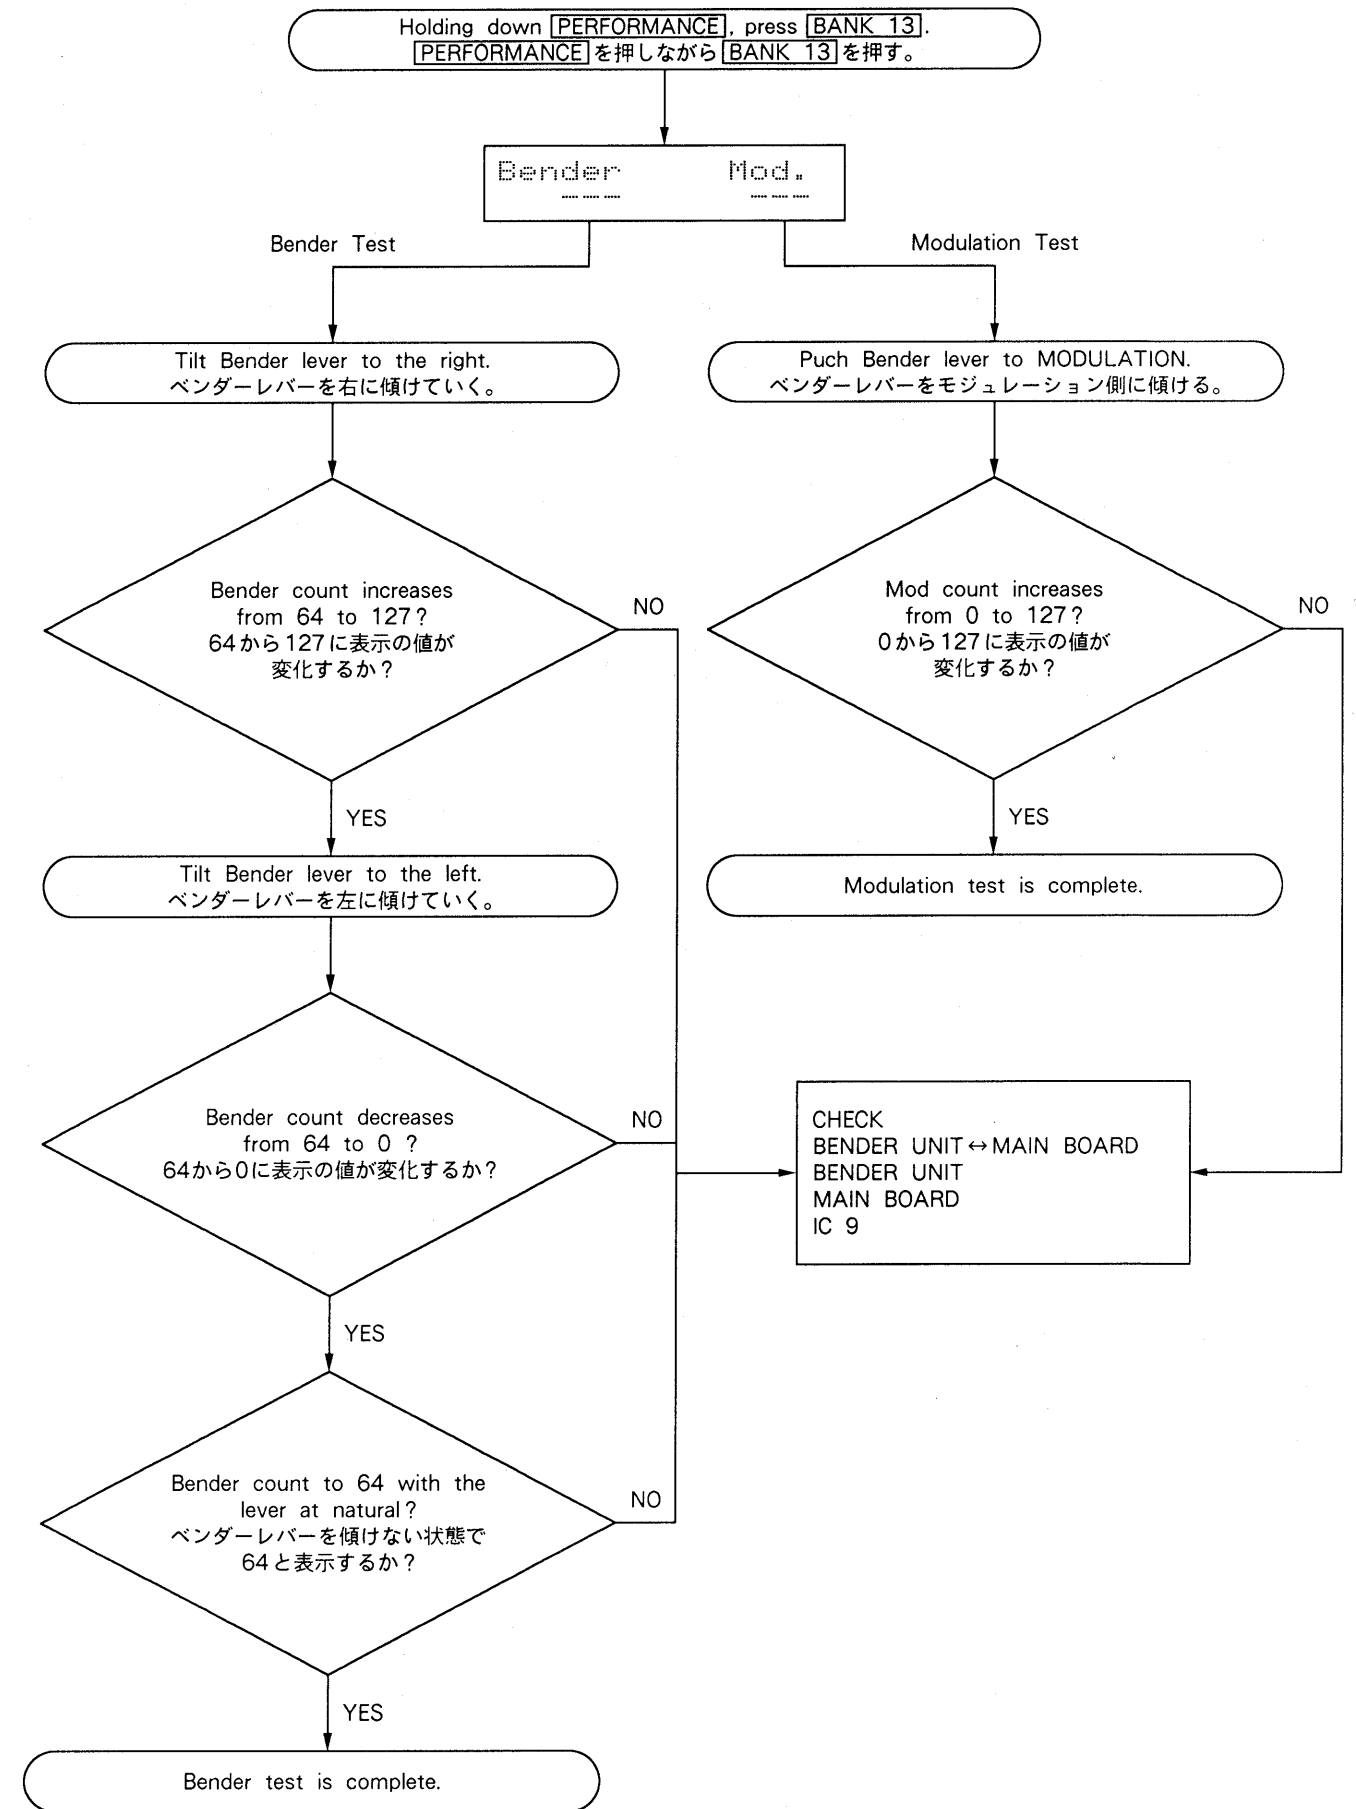 Holding down PERFORMANCE, press BANK 13.
PERFORMANCEを押しながらBANK 13を押す。
Bender Mod.
--- ---
Bender Test
Modulation Test
Tilt Bender lever to the right.
ベンダーレバーを右に傾けていく。
Puch Bender lever to MODULATION.
ベンダーレバーをモジュレーション側に傾ける。
Bender count increases
from 64 to 127?
64から127に表示の値が
変化するか?
NO
Mod count increases
from 0 to 127?
0から127に表示の値が
変化するか?
NO
YES
YES
Tilt Bender lever to the left.
ベンダーレバーを左に傾けていく。
Modulation test is complete.
Bender count decreases
from 64 to 0 ?
64から0に表示の値が変化するか?
NO
CHECK
BENDER UNIT↔MAIN BOARD
BENDER UNIT
MAIN BOARD
IC 9
YES
Bender count to 64 with the
lever at natural?
ベンダーレバーを傾けない状態で
64と表示するか?
NO
YES
Bender test is complete.